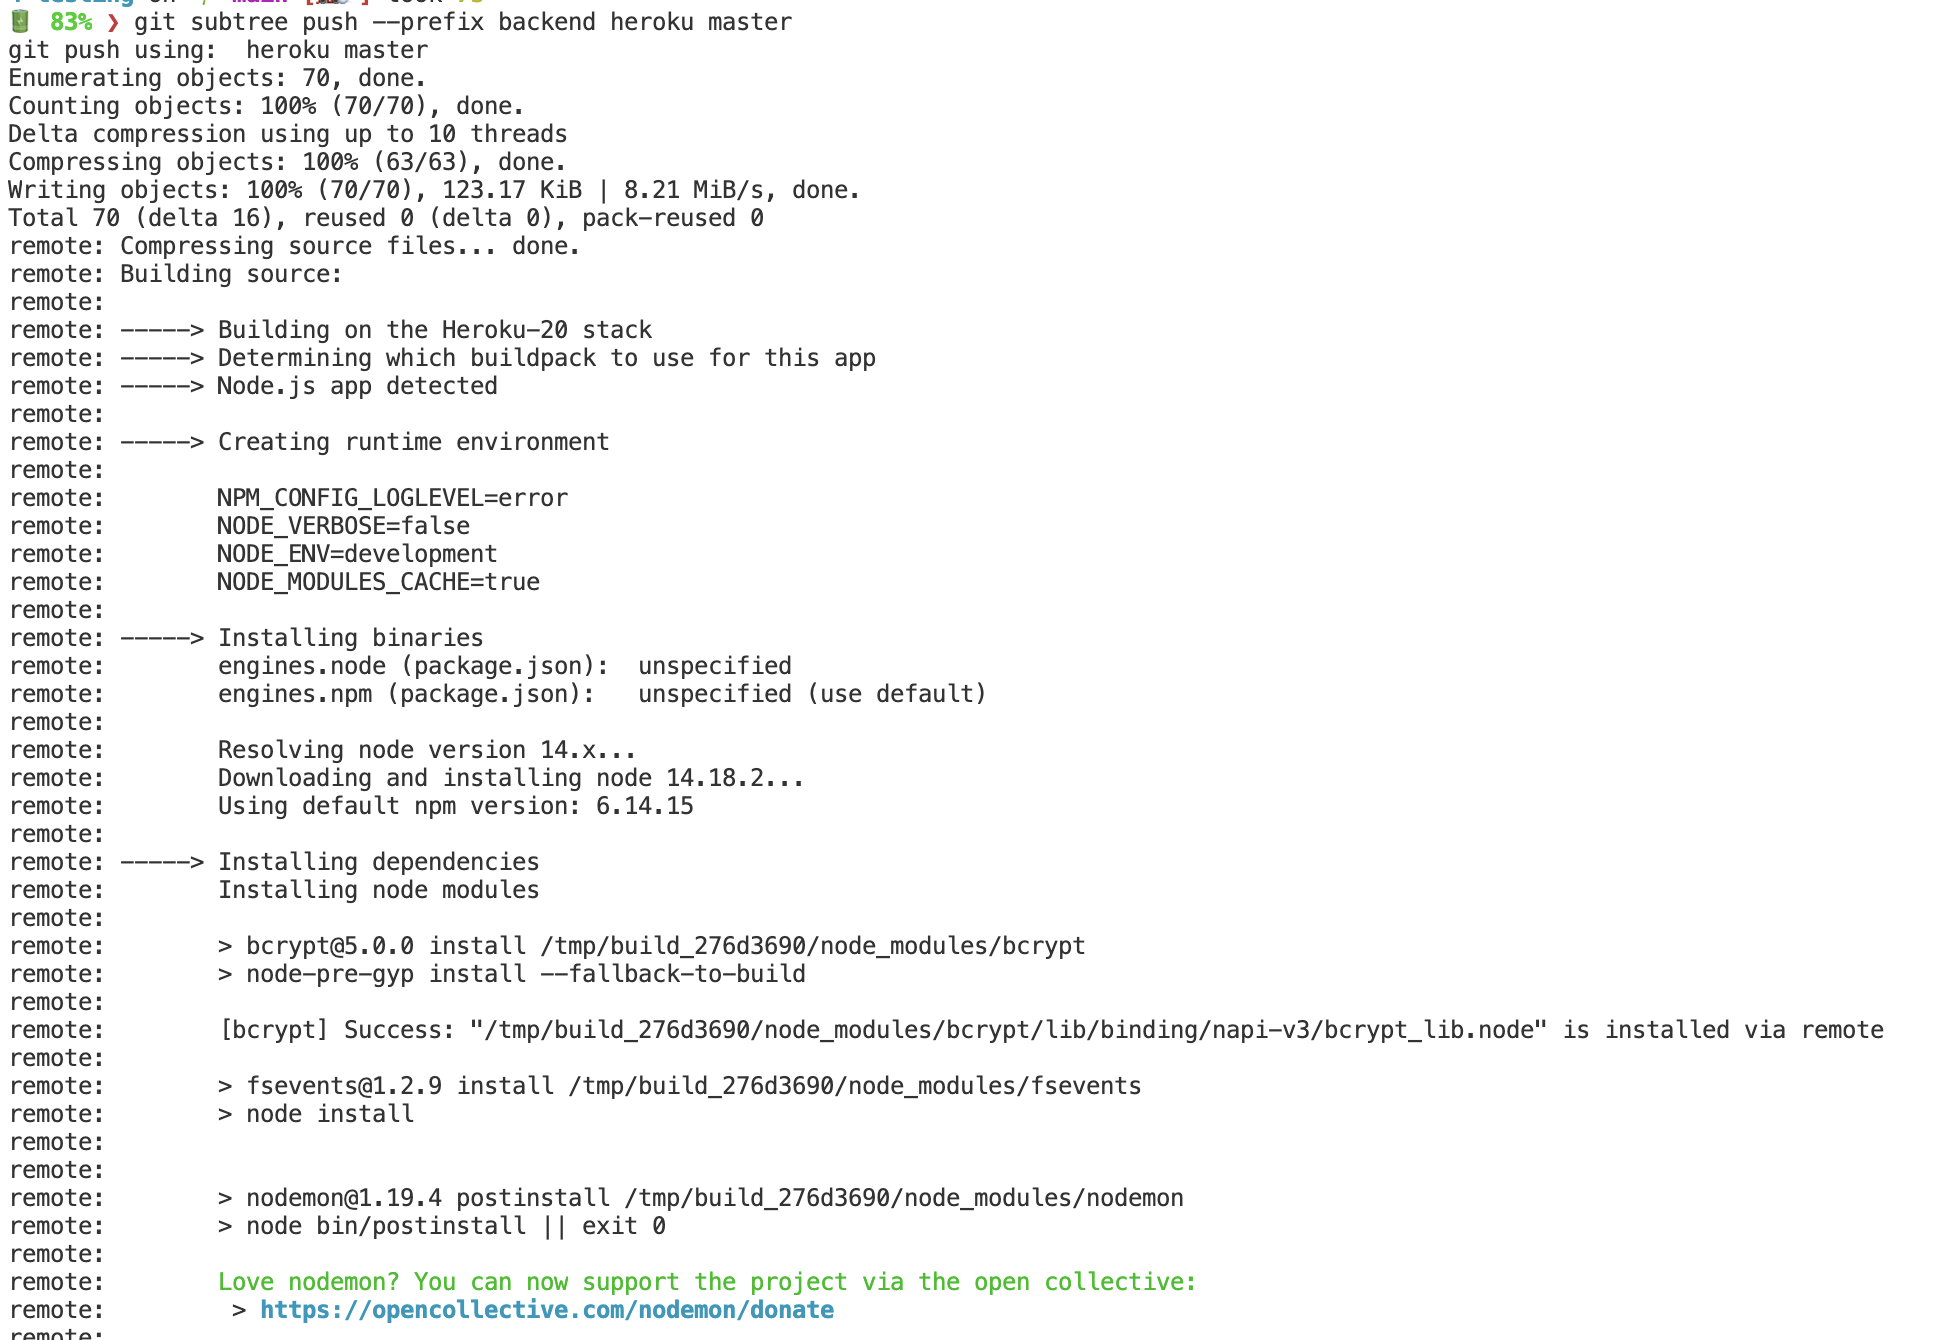 83% ❯ git subtree push --prefix backend heroku master
git push using:  heroku master
Enumerating objects: 70, done.
Counting objects: 100% (70/70), done.
Delta compression using up to 10 threads
Compressing objects: 100% (63/63), done.
Writing objects: 100% (70/70), 123.17 KiB | 8.21 MiB/s, done.
Total 70 (delta 16), reused 0 (delta 0), pack-reused 0
remote: Compressing source files... done.
remote: Building source:
remote:
remote: -----> Building on the Heroku-20 stack
remote: -----> Determining which buildpack to use for this app
remote: -----> Node.js app detected
remote:
remote: -----> Creating runtime environment
remote:
remote:        NPM_CONFIG_LOGLEVEL=error
remote:        NODE_VERBOSE=false
remote:        NODE_ENV=development
remote:        NODE_MODULES_CACHE=true
remote:
remote: -----> Installing binaries
remote:        engines.node (package.json):  unspecified
remote:        engines.npm (package.json):   unspecified (use default)
remote:
remote:        Resolving node version 14.x...
remote:        Downloading and installing node 14.18.2...
remote:        Using default npm version: 6.14.15
remote:
remote: -----> Installing dependencies
remote:        Installing node modules
remote:
remote:        > bcrypt@5.0.0 install /tmp/build_276d3690/node_modules/bcrypt
remote:        > node-pre-gyp install --fallback-to-build
remote:
remote:        [bcrypt] Success: "/tmp/build_276d3690/node_modules/bcrypt/lib/binding/napi-v3/bcrypt_lib.node" is installed via remote
remote:
remote:        > fsevents@1.2.9 install /tmp/build_276d3690/node_modules/fsevents
remote:        > node install
remote:
remote:
remote:        > nodemon@1.19.4 postinstall /tmp/build_276d3690/node_modules/nodemon
remote:        > node bin/postinstall || exit 0
remote:
remote:        Love nodemon? You can now support the project via the open collective:
remote:         > https://opencollective.com/nodemon/donate
remote: